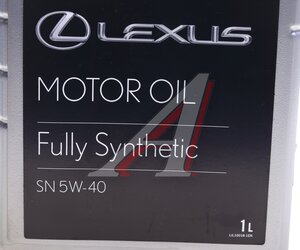 LEXUS
MOTOR OIL
Fully Synthetic
SN 5W-40
1L